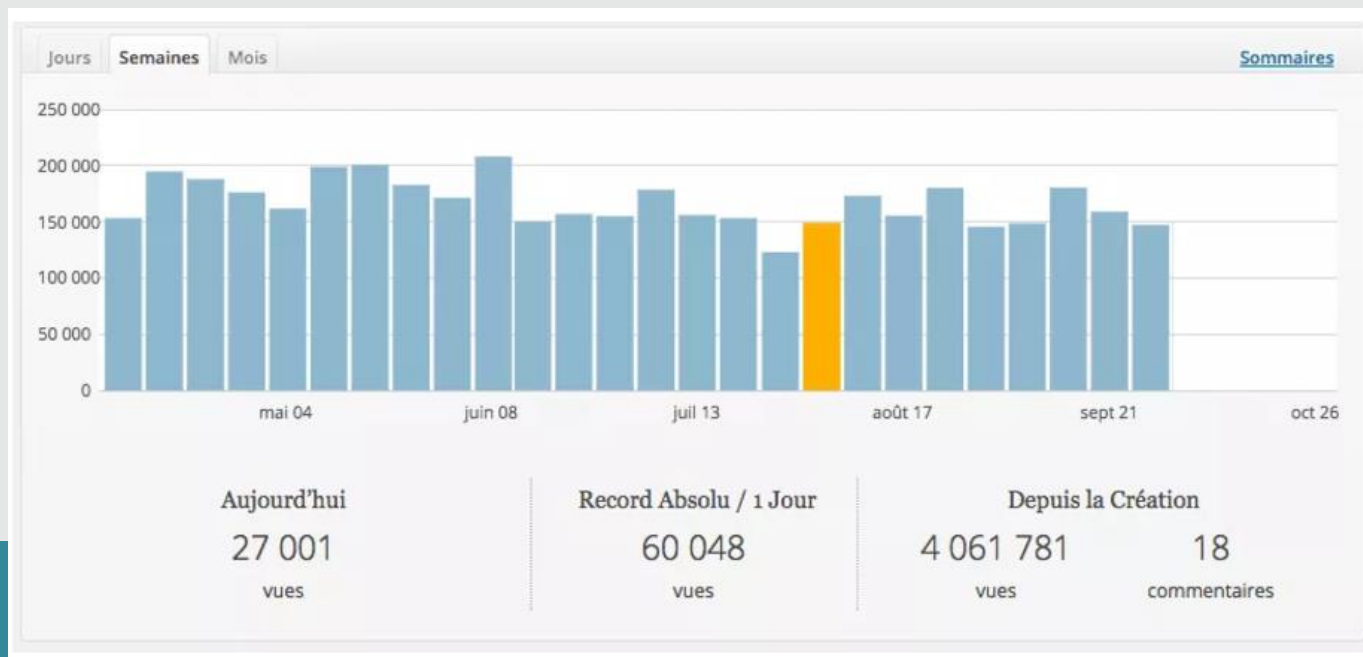 Jours Semaines Mois Sommaires
250 000
200 000
150 000
100 000
50 000
0
mai 04 juin 08 juil 13 août 17 sept 21 oct 26
Aujourd’hui Record Absolu / 1 Jour Depuis la Création
27 001 60 048 4 061 781 18
vues vues vues commentaires